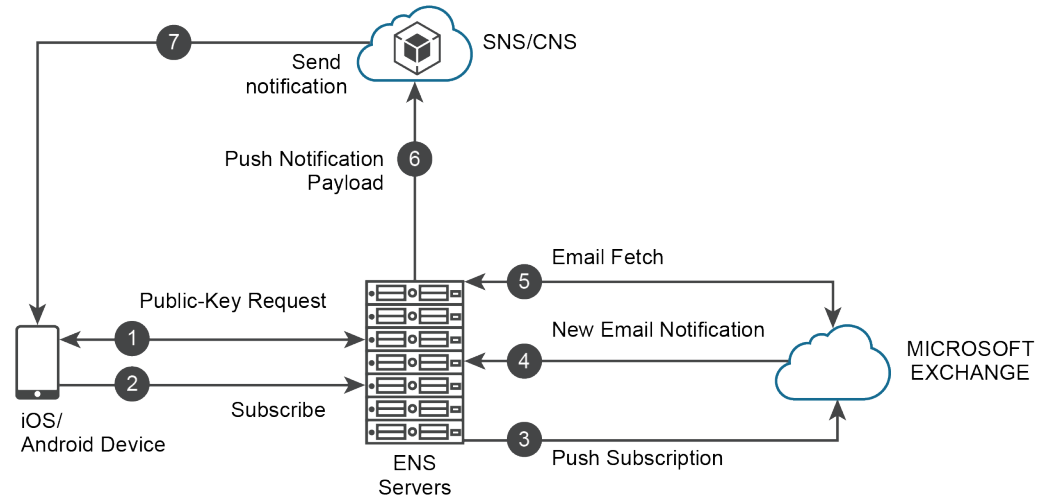 7
SNS/CNS
Send
notification
6
Push Notification
Payload
5
Email Fetch
Public-Key Request
1
4
New Email Notification
MICROSOFT
EXCHANGE
2
Subscribe
iOS/
Android Device
3
Push Subscription
ENS
Servers